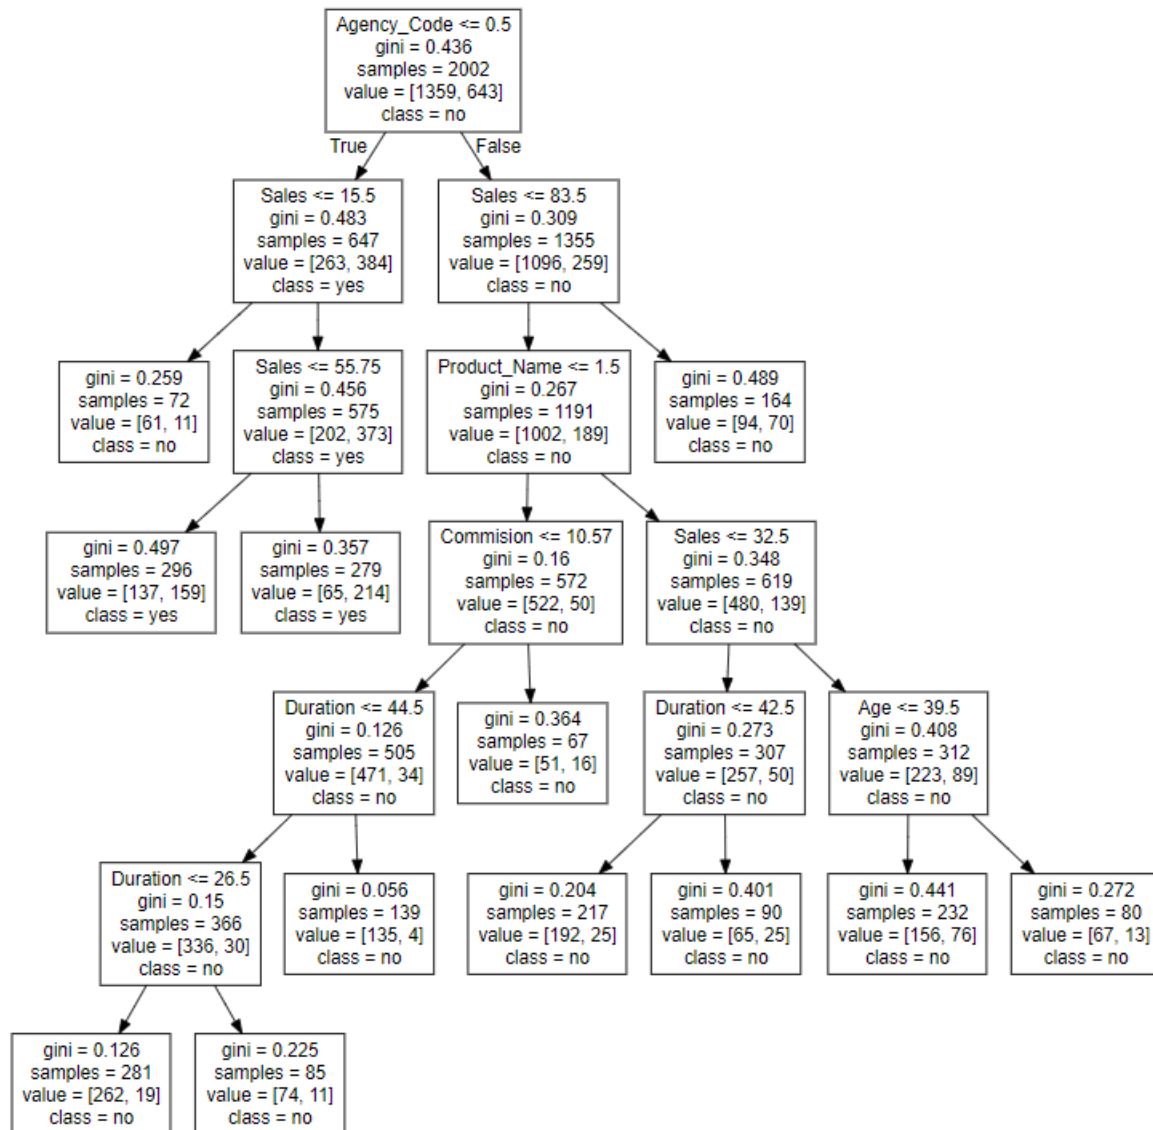 Agency_Code <= 0.5
gini = 0.436
samples = 2002
value = [1359, 643]
class = no
True
False
Sales <= 15.5
gini = 0.483
samples = 647
value = [263, 384]
class = yes
Sales <= 83.5
gini = 0.309
samples = 1355
value = [1096, 259]
class = no
gini = 0.259
samples = 72
value = [61, 11]
class = no
Sales <= 55.75
gini = 0.456
samples = 575
value = [202, 373]
class = yes
Product_Name <= 1.5
gini = 0.267
samples = 1191
value = [1002, 189]
class = no
gini = 0.489
samples = 164
value = [94, 70]
class = no
gini = 0.497
samples = 296
value = [137, 159]
class = yes
gini = 0.357
samples = 279
value = [65, 214]
class = yes
Commision <= 10.57
gini = 0.16
samples = 572
value = [522, 50]
class = no
Sales <= 32.5
gini = 0.348
samples = 619
value = [480, 139]
class = no
Duration <= 44.5
gini = 0.126
samples = 505
value = [471, 34]
class = no
gini = 0.364
samples = 67
value = [51, 16]
class = no
Duration <= 42.5
gini = 0.273
samples = 307
value = [257, 50]
class = no
Age <= 39.5
gini = 0.408
samples = 312
value = [223, 89]
class = no
Duration <= 26.5
gini = 0.15
samples = 366
value = [336, 30]
class = no
gini = 0.056
samples = 139
value = [135, 4]
class = no
gini = 0.204
samples = 217
value = [192, 25]
class = no
gini = 0.401
samples = 90
value = [65, 25]
class = no
gini = 0.441
samples = 232
value = [156, 76]
class = no
gini = 0.272
samples = 80
value = [67, 13]
class = no
gini = 0.126
samples = 281
value = [262, 19]
class = no
gini = 0.225
samples = 85
value = [74, 11]
class = no